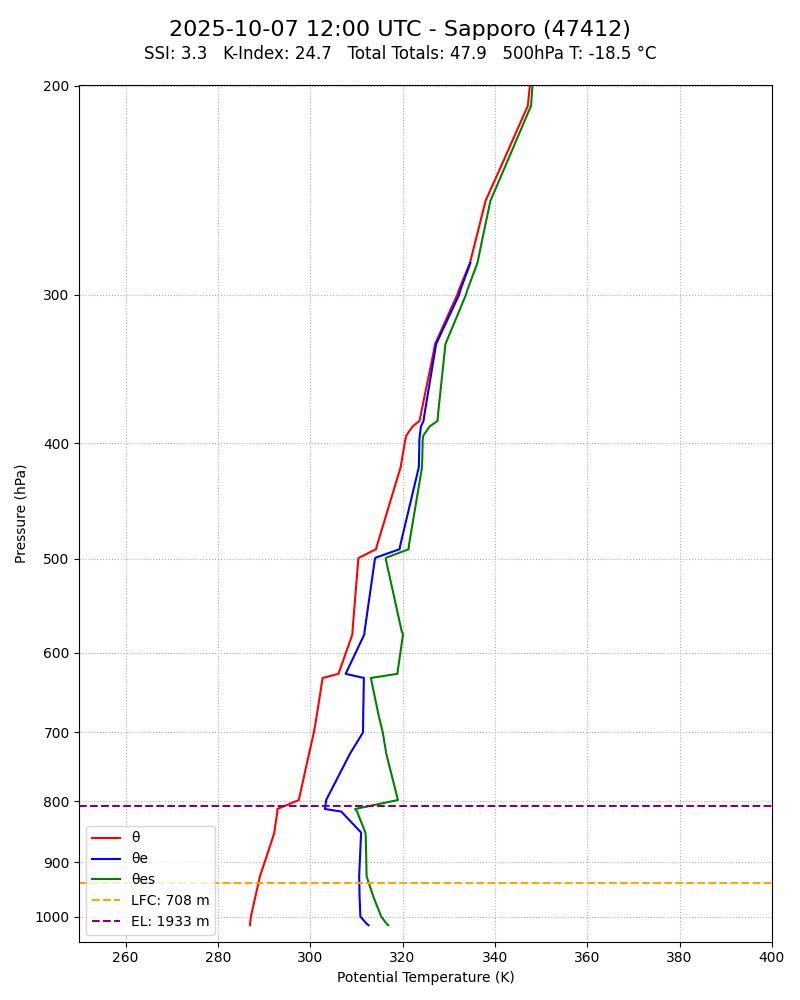 2025-10-07 12:00 UTC - Sapporo (47412)
SSI: 3.3   K-Index: 24.7   Total Totals: 47.9   500hPa T: -18.5 °C
200
300
400
500
600
700
800
900
1000
Pressure (hPa)
θ
θe
θes
LFC: 708 m
EL: 1933 m
260 280 300 320 340 360 380 400
Potential Temperature (K)